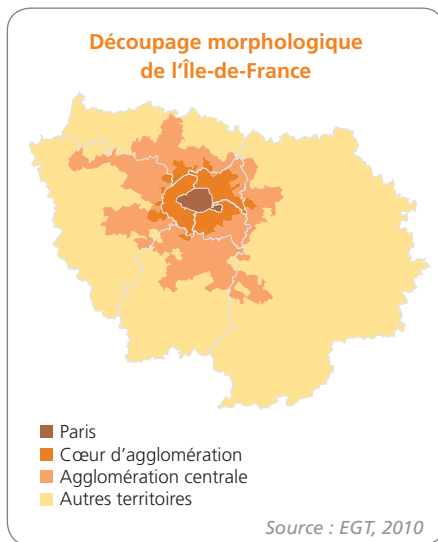 Découpage morphologique
de l'Île-de-France
Paris
Cœur d'agglomération
Agglomération centrale
Autres territoires
Source : EGT, 2010